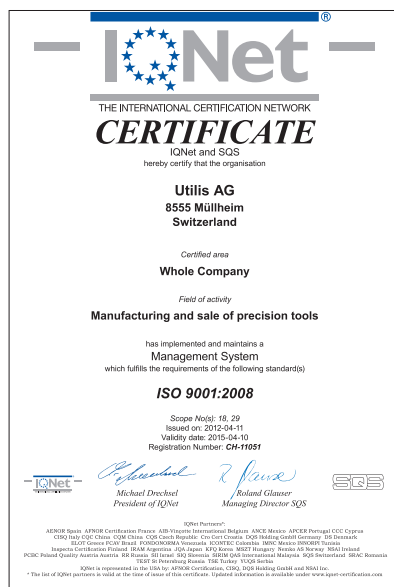 IQNet ®
THE INTERNATIONAL CERTIFICATION NETWORK
CERTIFICATE
IQNet and SQS
hereby certify that the organisation
Utilis AG
8555 Müllheim
Switzerland
Certified area
Whole Company
Field of activity
Manufacturing and sale of precision tools
has implemented and maintains a
Management System
which fulfills the requirements of the following standard(s)
ISO 9001:2008
Scope No(s): 18, 29
Issued on: 2012-04-11
Validity date: 2015-04-10
Registration Number: CH-11051
IQNet
SQS
Michael Drechsel
President of IQNet
Roland Glauser
Managing Director SQS
IQNet Partners*:
AENOR Spain AFNOR Certification France AIB-Vinçotte International Belgium ANCE Mexico APCER Portugal CCC Cyprus
CISQ Italy CQC China CQM China CQS Czech Republic Cro Cert Croatia DQS Holding GmbH Germany DS Denmark
ELOT Greece FCAV Brazil FONDONORMA Venezuela ICONTEC Colombia IMNC Mexico INNORPI Tunisia
Inspecta Certification Finland IRAM Argentina JQA Japan KFQ Korea MSZT Hungary Nemko AS Norway NSAI Ireland
PCBC Poland Quality Austria Austria RR Russia SII Israel SIQ Slovenia SIRIM QAS International Malaysia SQS Switzerland SRAC Romania
TEST St Petersburg Russia TSE Turkey YUQS Serbia
IQNet is represented in the USA by: AFNOR Certification, CISQ, DQS Holding GmbH and NSAI Inc.
* The list of IQNet partners is valid at the time of issue of this certificate. Updated information is available under www.iqnet-certification.com